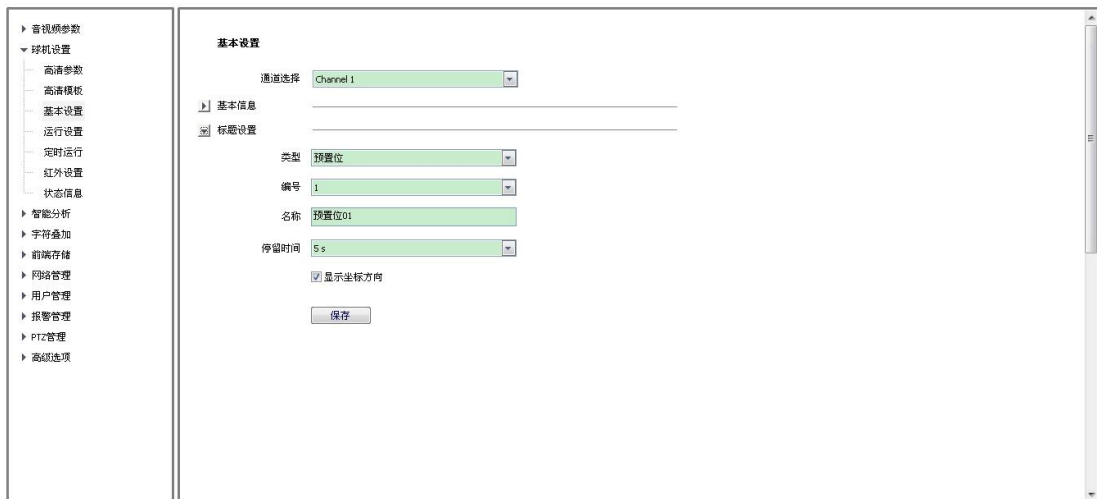 音视频参数
球机设置
高清参数
高清模板
基本设置
运行设置
定时运行
红外设置
状态信息
智能分析
字符叠加
前端存储
网络管理
用户管理
报警管理
PTZ管理
高级选项
基本设置
通道选择 Channel 1
基本信息
标题设置
类型 预置位
编号 1
名称 预置位01
停留时间 5 s
显示坐标方向
保存